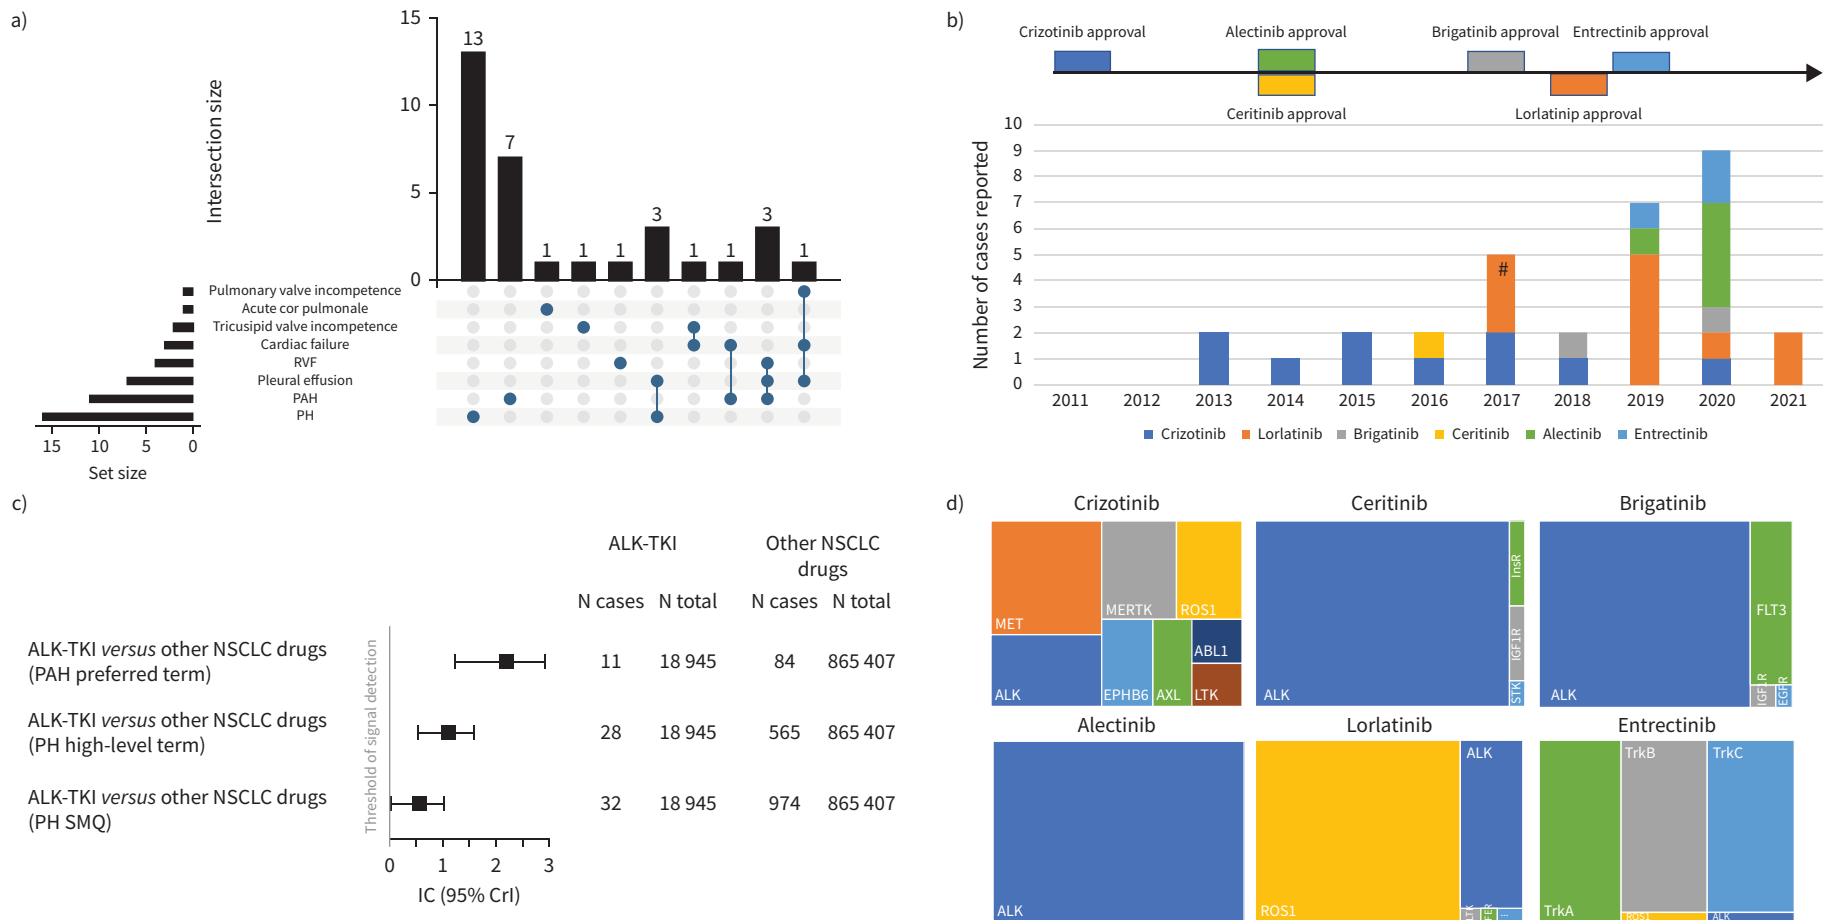 a)
Intersection size
15
10
5
0
13
7
1
1
1
3
1
1
3
1
Pulmonary valve incompetence
Acute cor pulmonale
Tricusipid valve incompetence
Cardiac failure
RVF
Pleural effusion
PAH
PH
15 10 5 0
Set size
b)
Crizotinib approval
Alectinib approval
Brigatinib approval
Entrectinib approval
Ceritinib approval
Lorlatinip approval
Number of cases reported
10
9
8
7
6
5
4
3
2
1
0
#
2011 2012 2013 2014 2015 2016 2017 2018 2019 2020 2021
Crizotinib Lorlatinib Brigatinib Ceritinib Alectinib Entrectinib
c)
ALK-TKI
Other NSCLC
drugs
N cases N total N cases N total
ALK-TKI versus other NSCLC drugs
(PAH preferred term)
11 18 945 84 865 407
ALK-TKI versus other NSCLC drugs
(PH high-level term)
28 18 945 565 865 407
ALK-TKI versus other NSCLC drugs
(PH SMQ)
32 18 945 974 865 407
Threshold of signal detection
0 1 2 3
IC (95% CrI)
d)
Crizotinib
MET
ALK
MERTK
ROS1
EPHB6
AXL
ABL1
LTK
Ceritinib
ALK
InsR
IGF1R
STK
Brigatinib
ALK
FLT3
IGF1R
EGFR
Alectinib
ALK
Lorlatinib
ROS1
ALK
LTK
...
Entrectinib
TrkA
TrkB
TrkC
ROS1
ALK